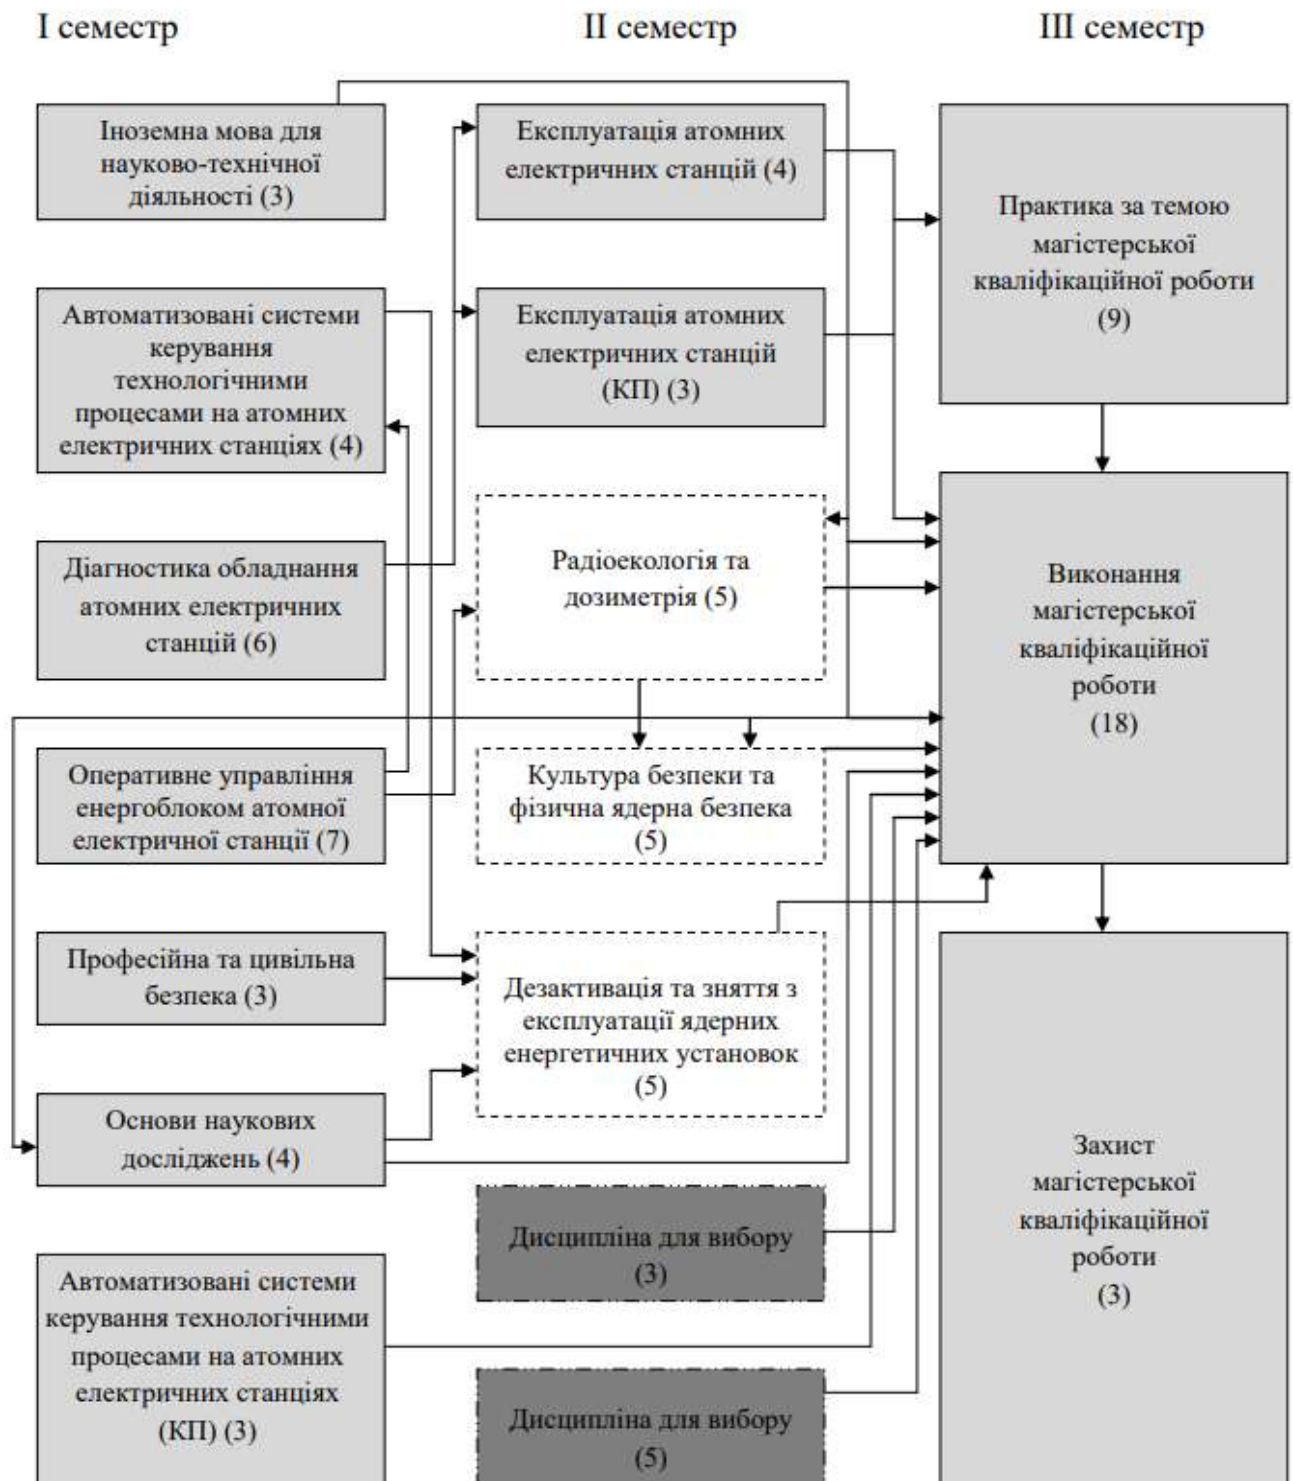 І семестр
ІІ семестр
ІІІ семестр
Іноземна мова для
науково-технічної
діяльності (3)
Автоматизовані системи
керування
технологічними
процесами на атомних
електричних станціях (4)
Діагностика обладнання
атомних електричних
станцій (6)
Оперативне управління
енергоблоком атомної
електричної станції (7)
Професійна та цивільна
безпека (3)
Основи наукових
досліджень (4)
Автоматизовані системи
керування технологічними
процесами на атомних
електричних станціях
(КП) (3)
Експлуатація атомних
електричних станцій (4)
Експлуатація атомних
електричних станцій
(КП) (3)
Радіоекологія та
дозиметрія (5)
Культура безпеки та
фізична ядерна безпека
(5)
Дезактивація та зняття з
експлуатації ядерних
енергетичних установок
(5)
Дисципліна для вибору
(3)
Дисципліна для вибору
(5)
Практика за темою
магістерської
кваліфікаційної роботи
(9)
Виконання
магістерської
кваліфікаційної
роботи
(18)
Захист
магістерської
кваліфікаційної
роботи
(3)